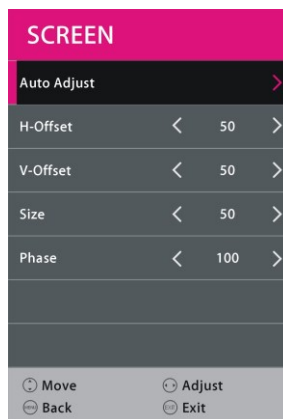 SCREEN
Auto Adjust
H-Offset 50
V-Offset 50
Size 50
Phase 100
Move Adjust
Back Exit